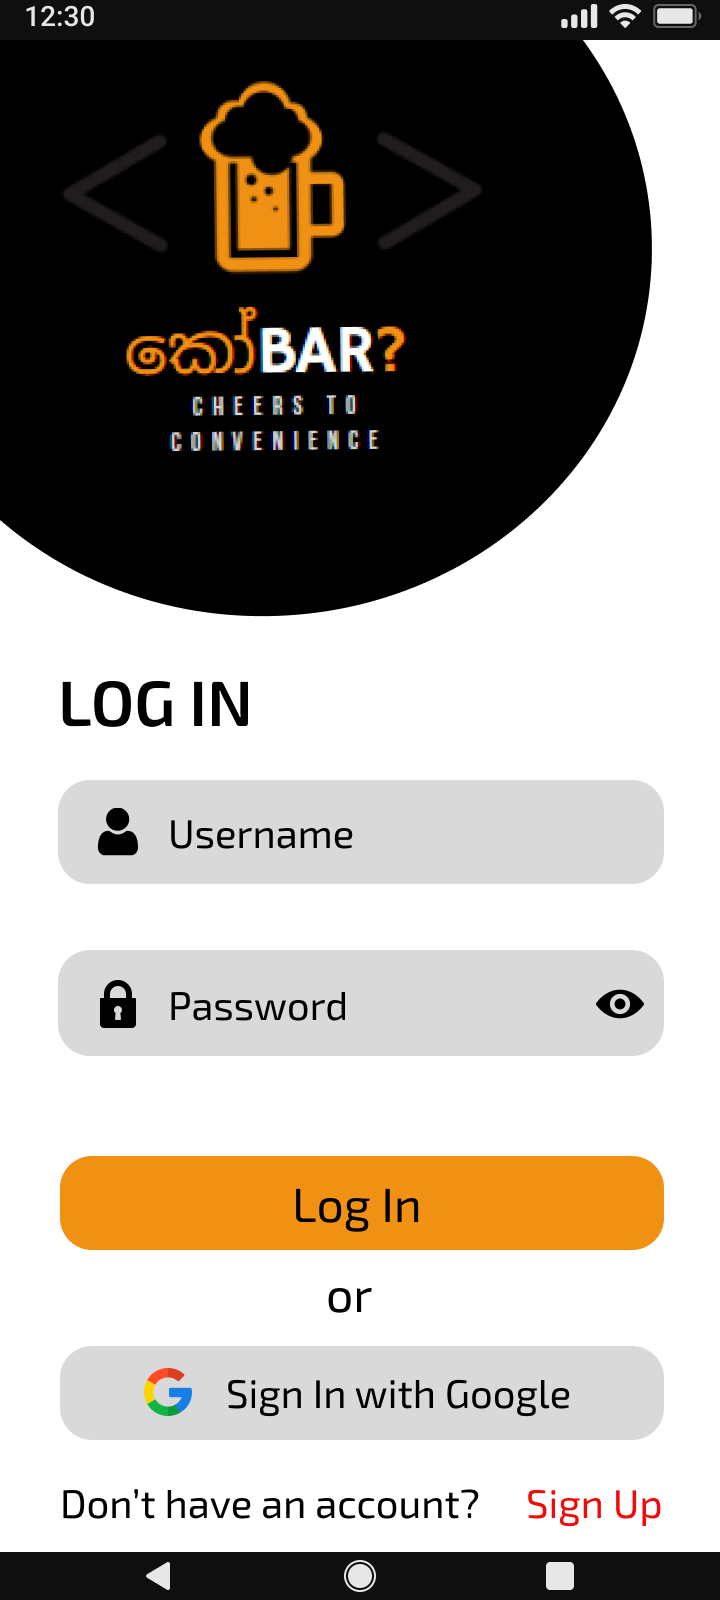 12:30
කෝBAR?
CHEERS TO
CONVENIENCE
LOG IN
Username
Password
Log In
or
Sign In with Google
Don't have an account? Sign Up